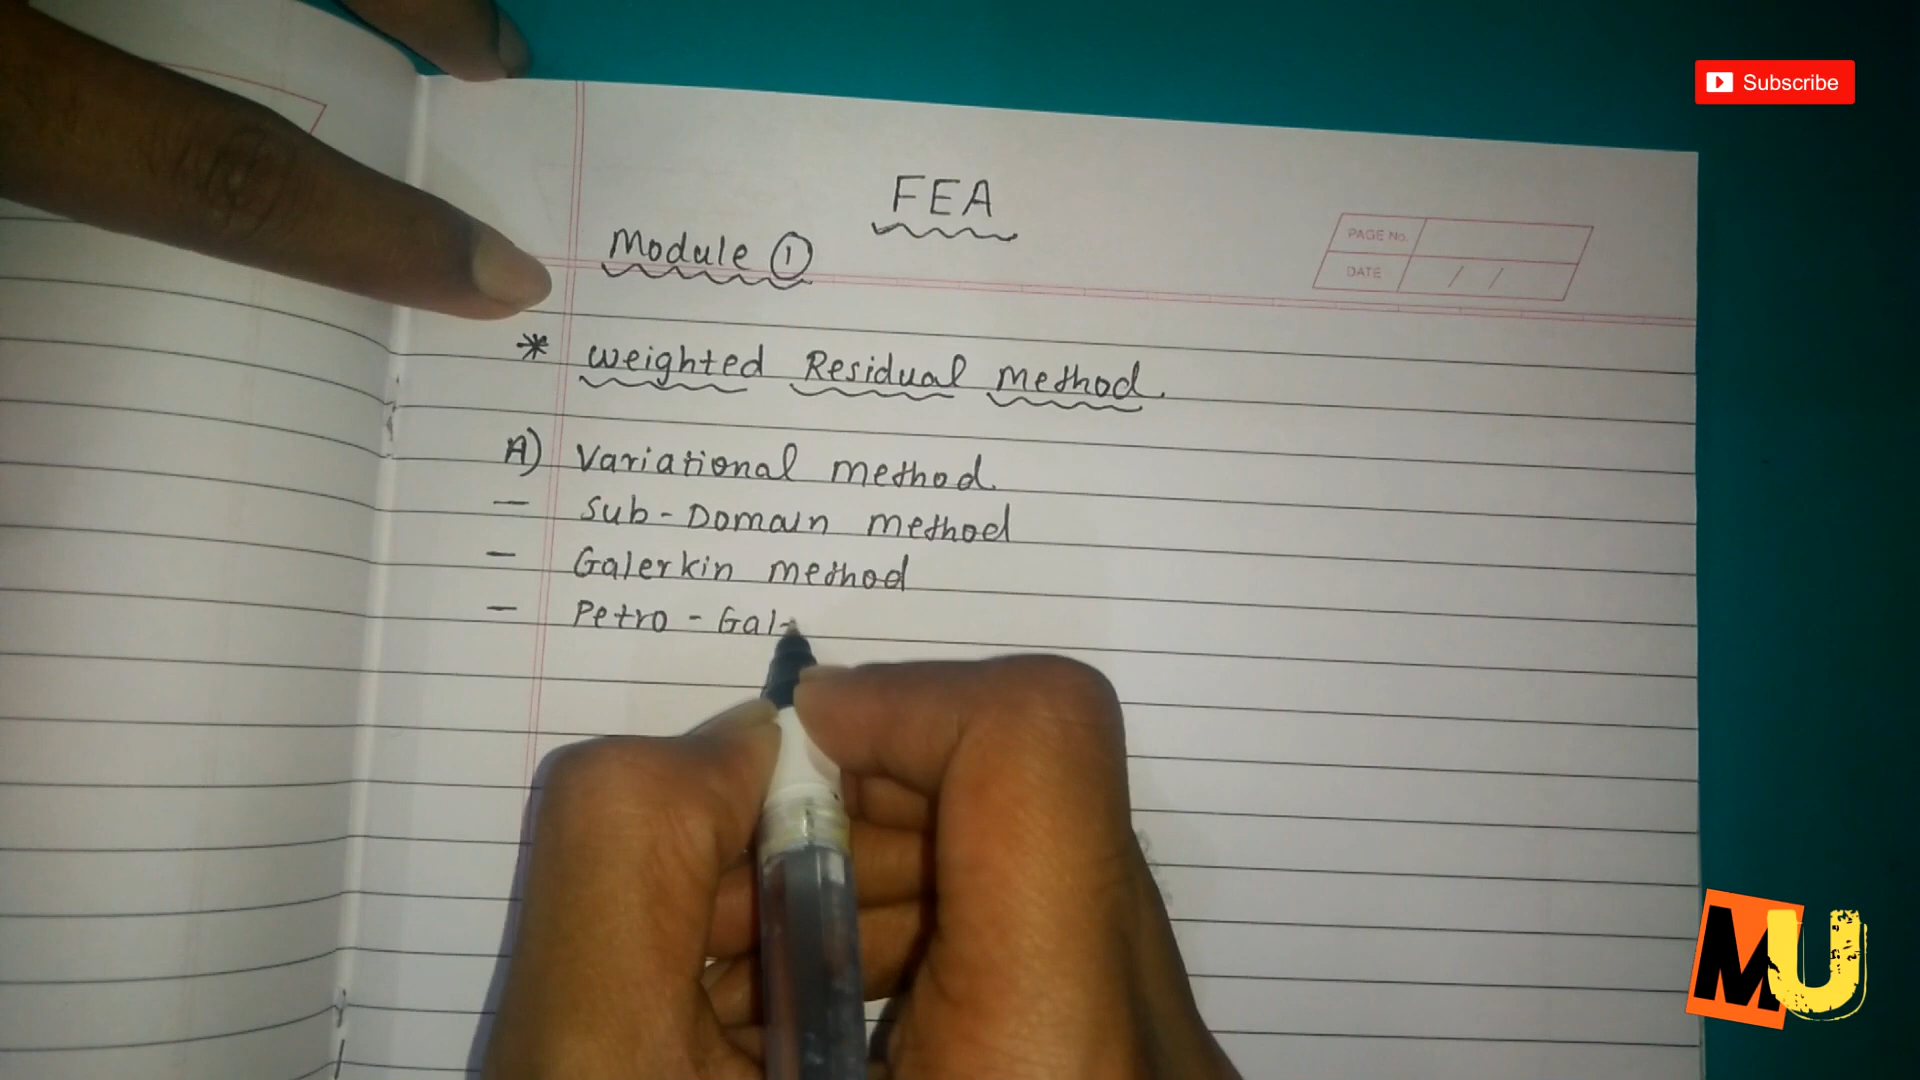 Subscribe
FEA
PAGE No.
DATE / /
Module ①
* Weighted Residual Method.
A) Variational Method.
— Sub-Domain Method
— Galerkin Method
— Petro - Gal
MU